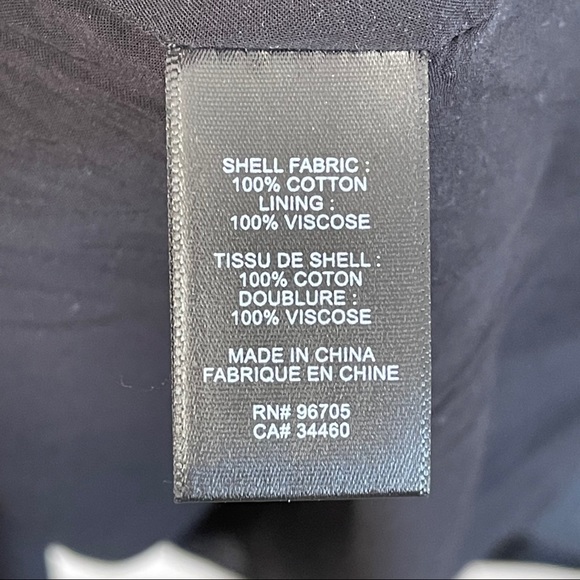 SHELL FABRIC :
100% COTTON
LINING :
100% VISCOSE
TISSU DE SHELL :
100% COTON
DOUBLURE :
100% VISCOSE
MADE IN CHINA
FABRIQUE EN CHINE
RN# 96705
CA# 34460